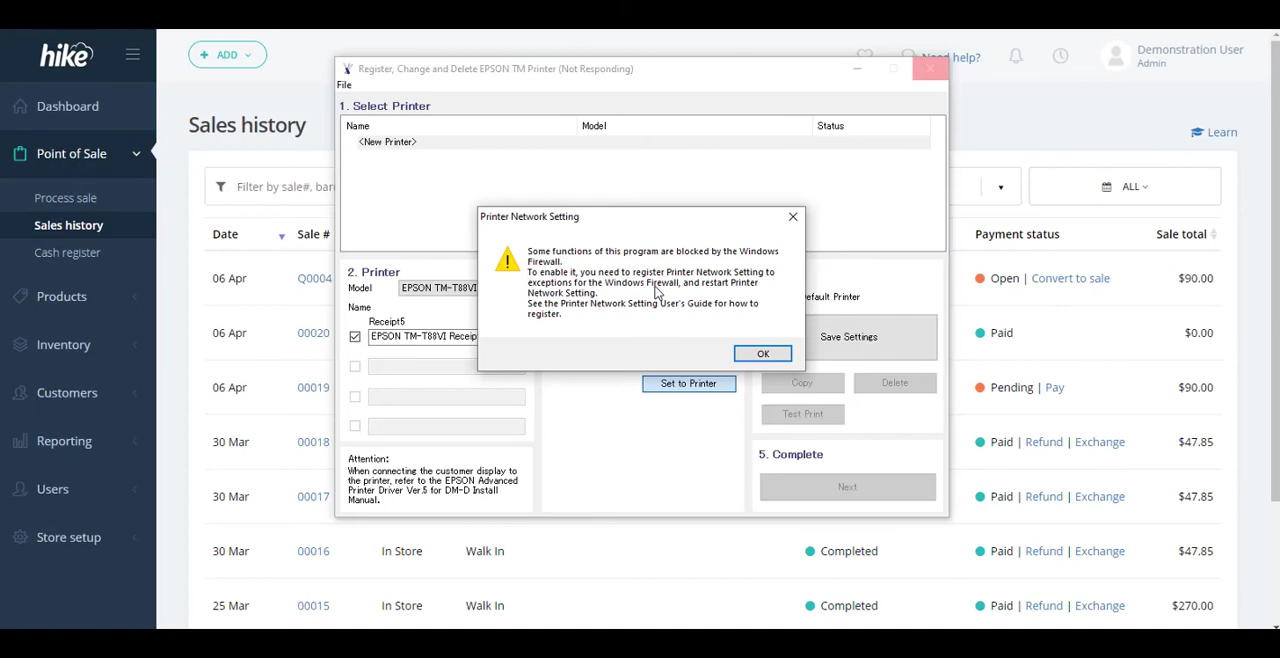 hike
ADD
Need help?
Demonstration User
Admin
Dashboard
Point of Sale
Process sale
Sales history
Cash register
Products
Inventory
Customers
Reporting
Users
Store setup
Sales history
Learn
Filter by sale#, bar
ALL
Date
Sale #
Payment status
Sale total
06 Apr
Q0004
Open | Convert to sale
$90.00
06 Apr
00020
Paid
$0.00
06 Apr
00019
Pending | Pay
$90.00
30 Mar
00018
Paid | Refund | Exchange
$47.85
30 Mar
00017
Paid | Refund | Exchange
$47.85
30 Mar
00016
In Store
Walk In
Completed
Paid | Refund | Exchange
$47.85
25 Mar
00015
In Store
Walk In
Completed
Paid | Refund | Exchange
$270.00
Register, Change and Delete EPSON TM Printer (Not Responding)
File
1. Select Printer
Name
Model
Status
<New Printer>
2. Printer
Model
EPSON TM-T88VI
Name
Receipt5
EPSON TM-T88VI Receip
Attention:
When connecting the customer display to
the printer, refer to the EPSON Advanced
Printer Driver Ver.5 for DM-D Install
Manual.
Set to Printer
efault Printer
Save Settings
Copy
Delete
Test Print
5. Complete
Next
Printer Network Setting
Some functions of this program are blocked by the Windows
Firewall.
To enable it, you need to register Printer Network Setting to
exceptions for the Windows Firewall, and restart Printer
Network Setting.
See the Printer Network Setting User's Guide for how to
register.
OK